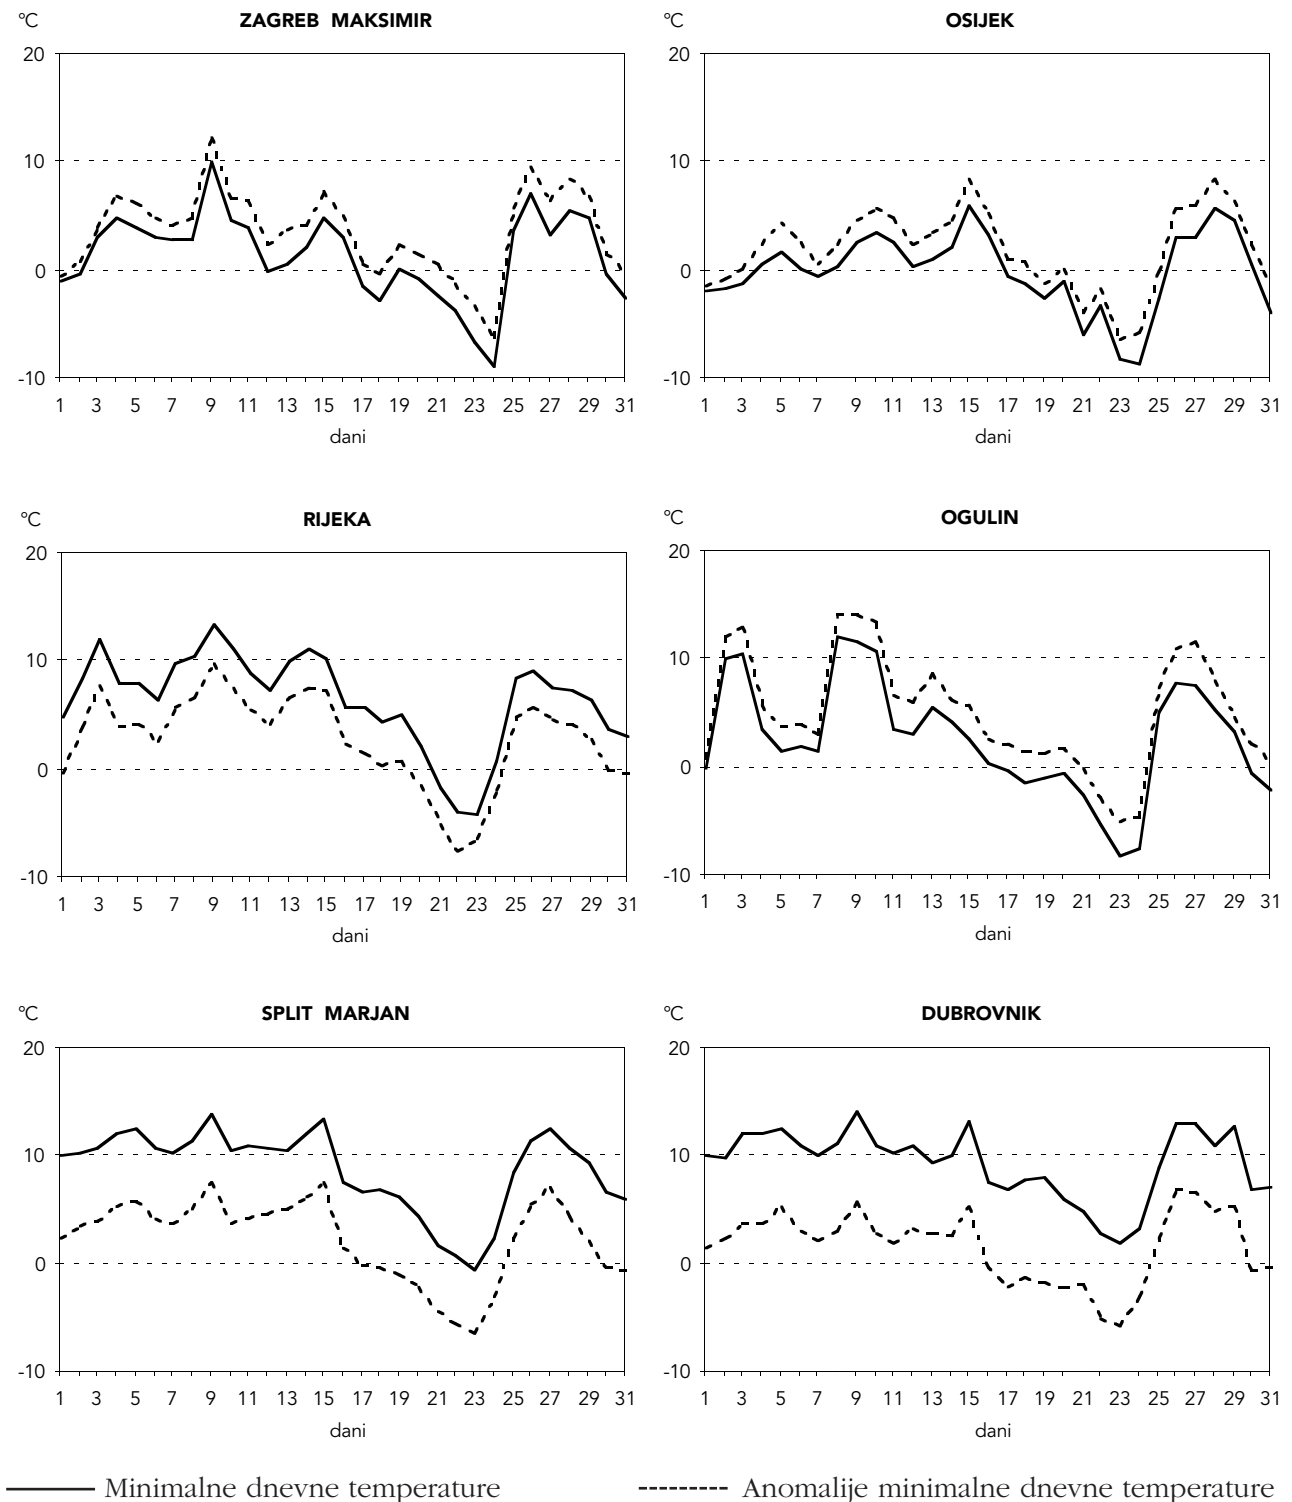 °C ZAGREB MAKSIMIR
20
10
0
-10
1 3 5 7 9 11 13 15 17 19 21 23 25 27 29 31
dani
°C OSIJEK
20
10
0
-10
1 3 5 7 9 11 13 15 17 19 21 23 25 27 29 31
dani
°C RIJEKA
20
10
0
-10
1 3 5 7 9 11 13 15 17 19 21 23 25 27 29 31
dani
°C OGULIN
20
10
0
-10
1 3 5 7 9 11 13 15 17 19 21 23 25 27 29 31
dani
°C SPLIT MARJAN
20
10
0
-10
1 3 5 7 9 11 13 15 17 19 21 23 25 27 29 31
dani
°C DUBROVNIK
20
10
0
-10
1 3 5 7 9 11 13 15 17 19 21 23 25 27 29 31
dani
Minimalne dnevne temperature
Anomalije minimalne dnevne temperature